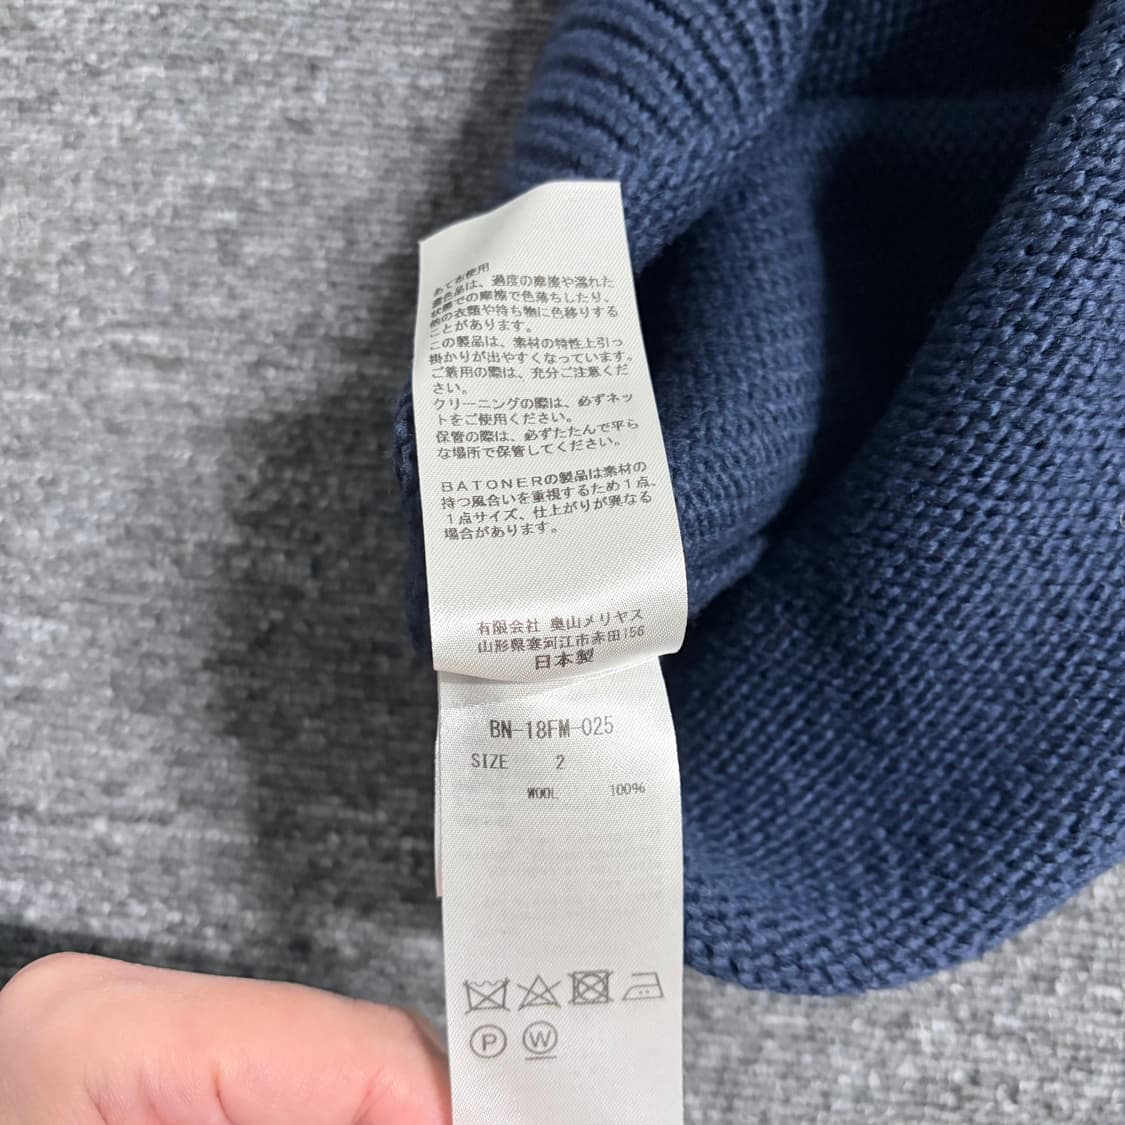 あて布使用
濃色品は、過度の摩擦や濡れた
状態での摩擦で色落ちしたり、
他の衣類や持ち物に色移りする
ことがあります。
この製品は、素材の特性上引っ
掛かりが出やすくなっています。
ご着用の際は、充分ご注意くだ
さい。
クリーニングの際は、必ずネッ
トをご使用ください。
保管の際は、必ずたたんで平ら
な場所で保管してください。
BATONERの製品は素材の
持つ風合いを重視するため1点、
1点サイズ、仕上がりが異なる
場合があります。
有限会社 奥山メリヤス
山形県寒河江市赤田156
日本製
BN-18FM-025
SIZE 2
WOOL 100%
P W